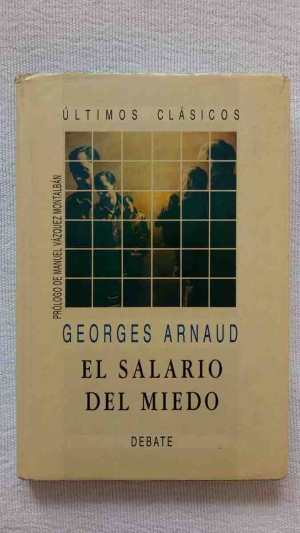 ÚLTIMOS CLÁSICOS
PRÓLOGO DE MANUEL VÁZQUEZ MONTALBÁN
GEORGES ARNAUD
EL SALARIO
DEL MIEDO
DEBATE